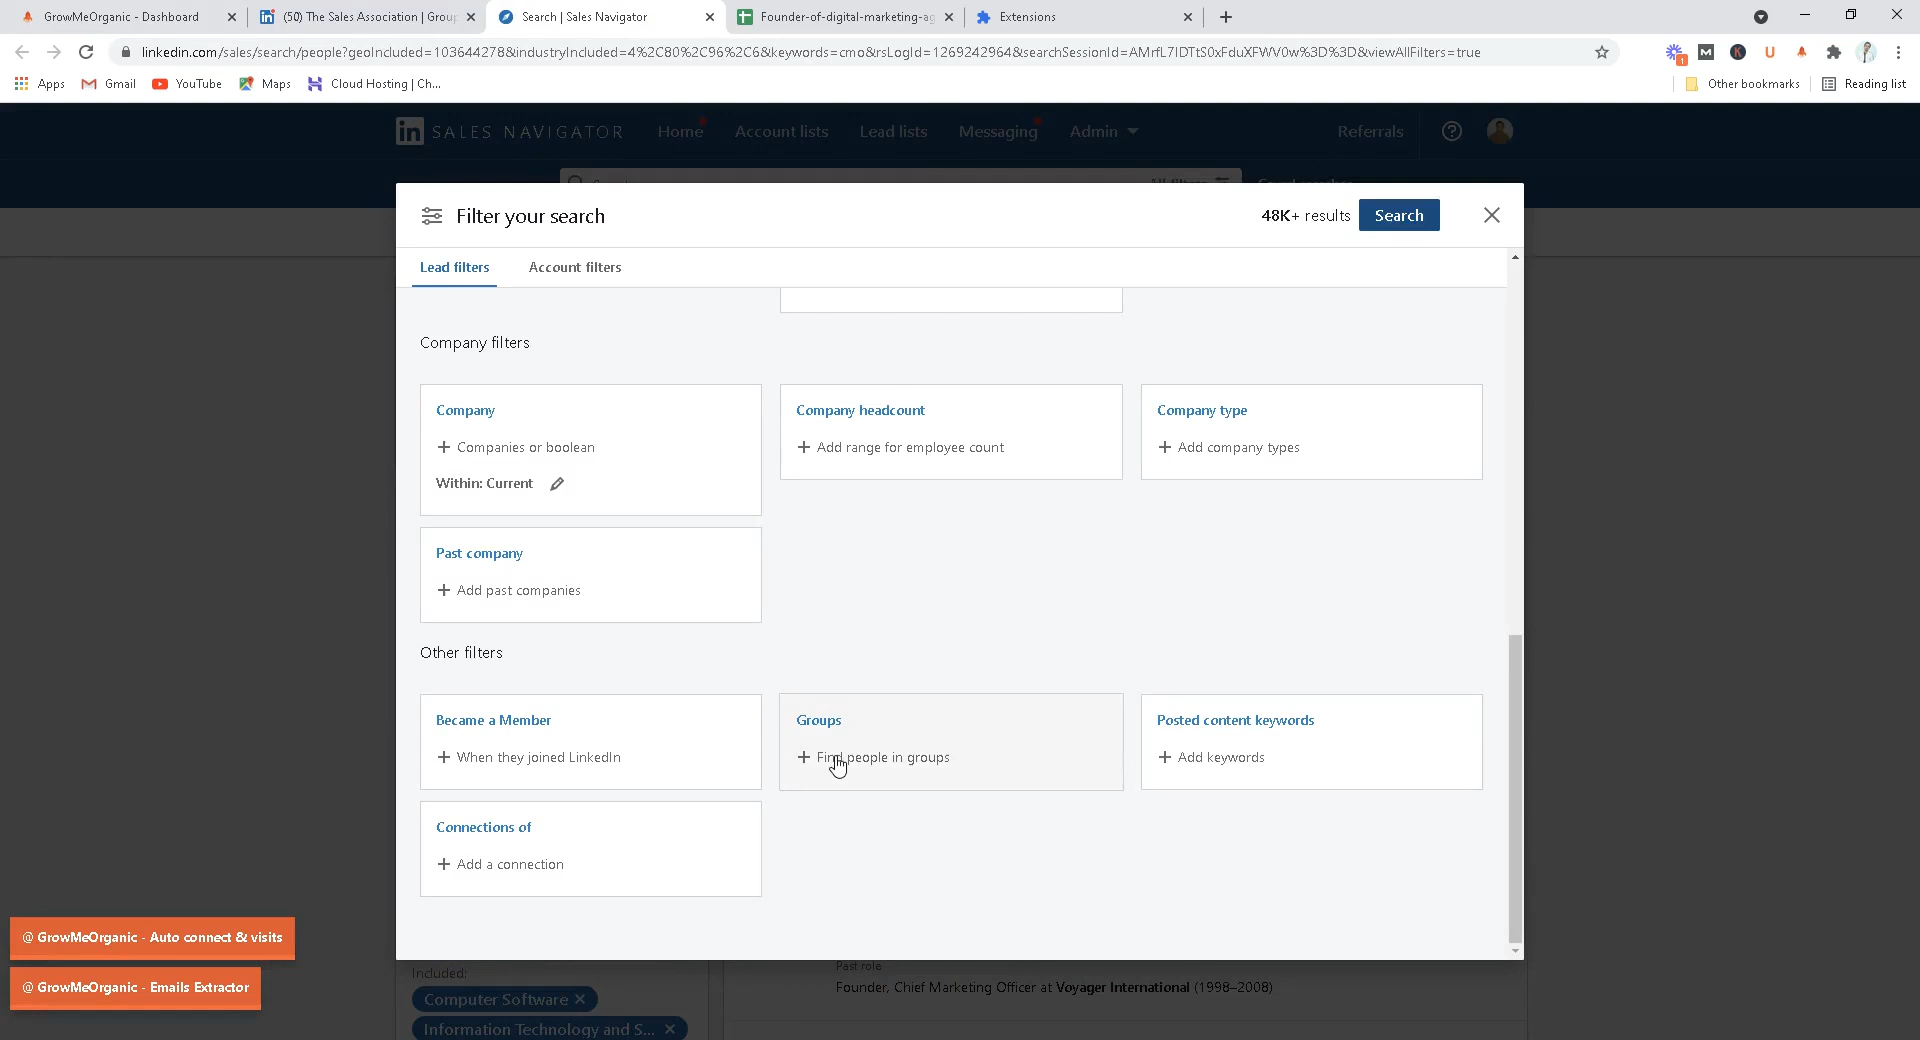 GrowMeOrganic - Dashboard
(50) The Sales Association | Group
Search | Sales Navigator
Founder-of-digital-marketing-ag
Extensions
linkedin.com/sales/search/people?geoIncluded=103644278&industryIncluded=4%2C80%2C96%2C6&keywords=cmo&rsLogId=1269242964&searchSessionId=AMrfL7IDTtS0xFduXFWV0w%3D%3D&viewAllFilters=true
1
M
K
U
Apps
Gmail
YouTube
Maps
Cloud Hosting | Ch...
Other bookmarks
Reading list
in SALES NAVIGATOR
Home
Account lists
Lead lists
Messaging
Admin
Referrals
Filter your search
48K+ results
Search
Lead filters
Account filters
Company filters
Company
+ Companies or boolean
Within: Current
Company headcount
+ Add range for employee count
Company type
+ Add company types
Past company
+ Add past companies
Other filters
Became a Member
+ When they joined LinkedIn
Groups
+ Find people in groups
Posted content keywords
+ Add keywords
Connections of
+ Add a connection
@ GrowMeOrganic - Auto connect & visits
@ GrowMeOrganic - Emails Extractor
Included:
Computer Software
Information Technology and S...
Past role
Founder, Chief Marketing Officer at Voyager International (1998–2008)